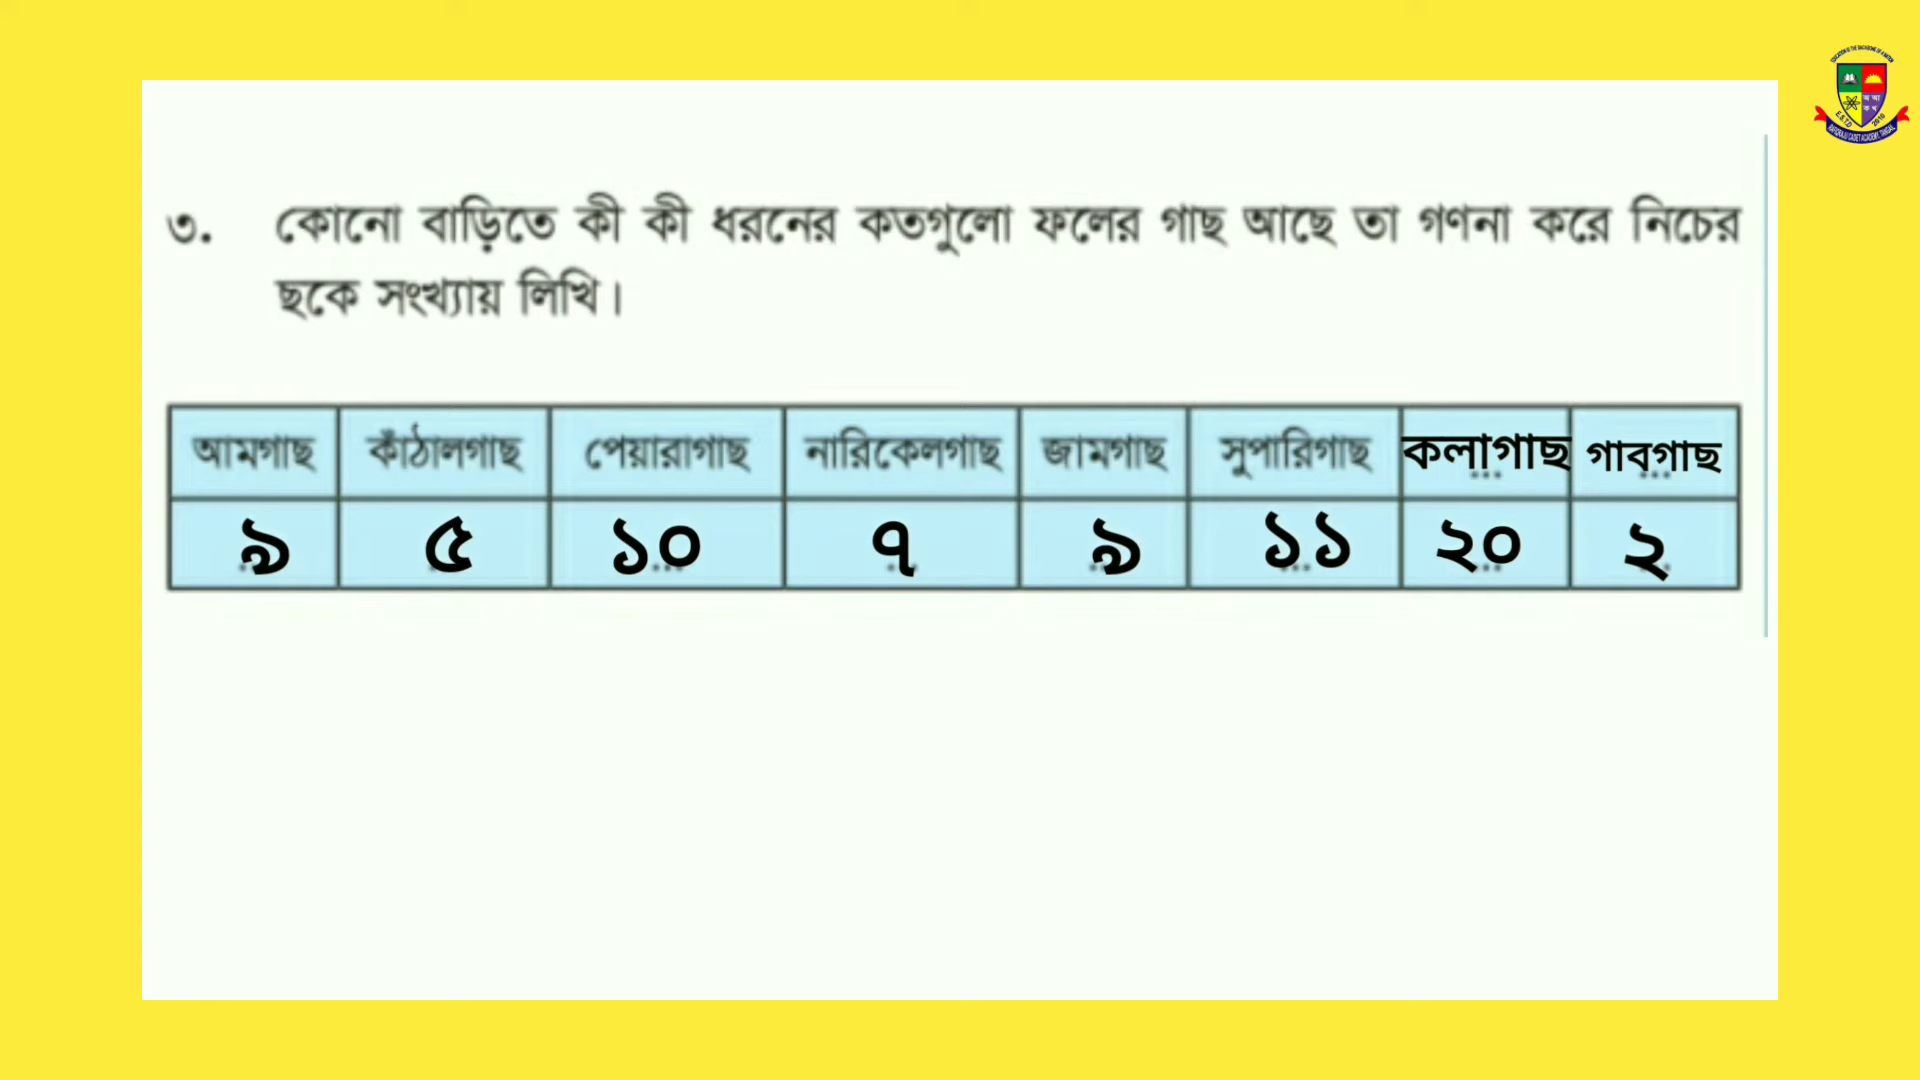 ৩. কোনো বাড়িতে কী কী ধরনের কতগুলো ফলের গাছ আছে তা গণনা করে নিচের
ছকে সংখ্যায় লিখি।
আমগাছ কাঁঠালগাছ পেয়ারাগাছ নারিকেলগাছ জামগাছ সুপারিগাছ কলাগাছ গাবগাছ
৯ ৫ ১০ ৭ ৯ ১১ ২০ ২